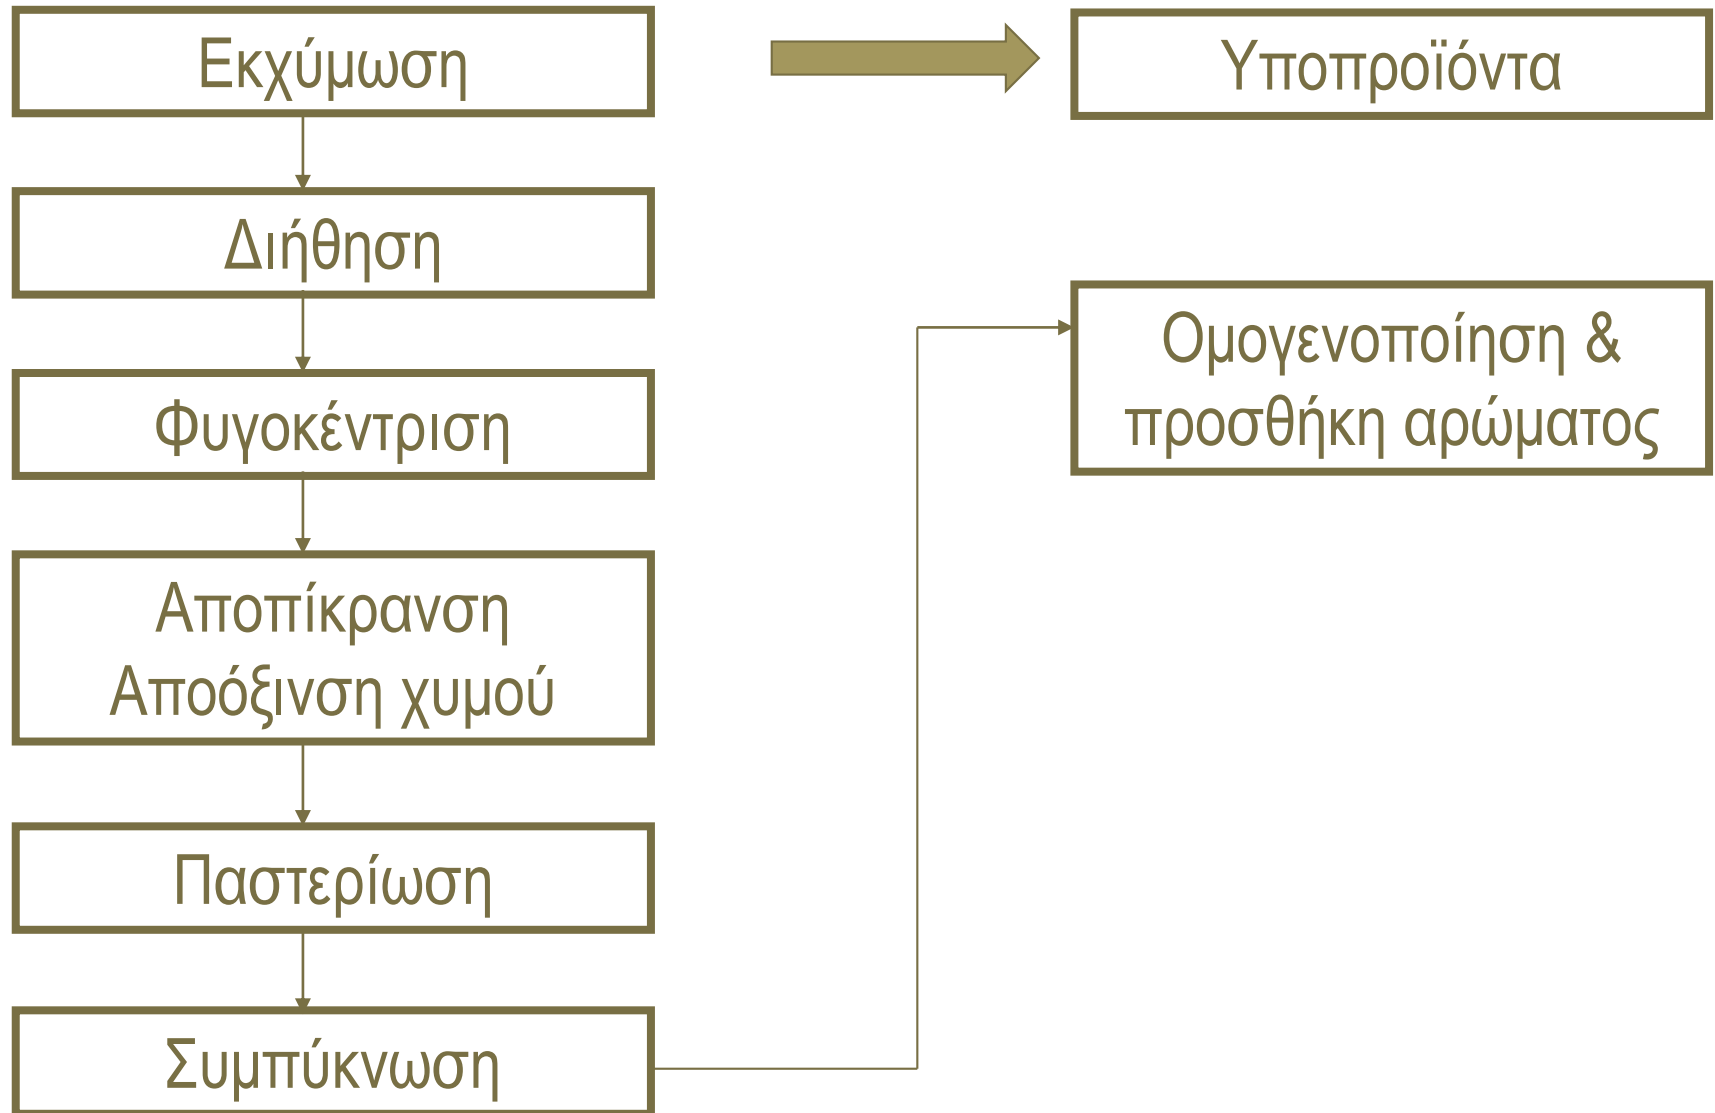 Εκχύμωση
Υποπροϊόντα
Διήθηση
Φυγοκέντριση
Αποπίκρανση
Αποόξινση χυμού
Παστερίωση
Συμπύκνωση
Ομογενοποίηση &
προσθήκη αρώματος